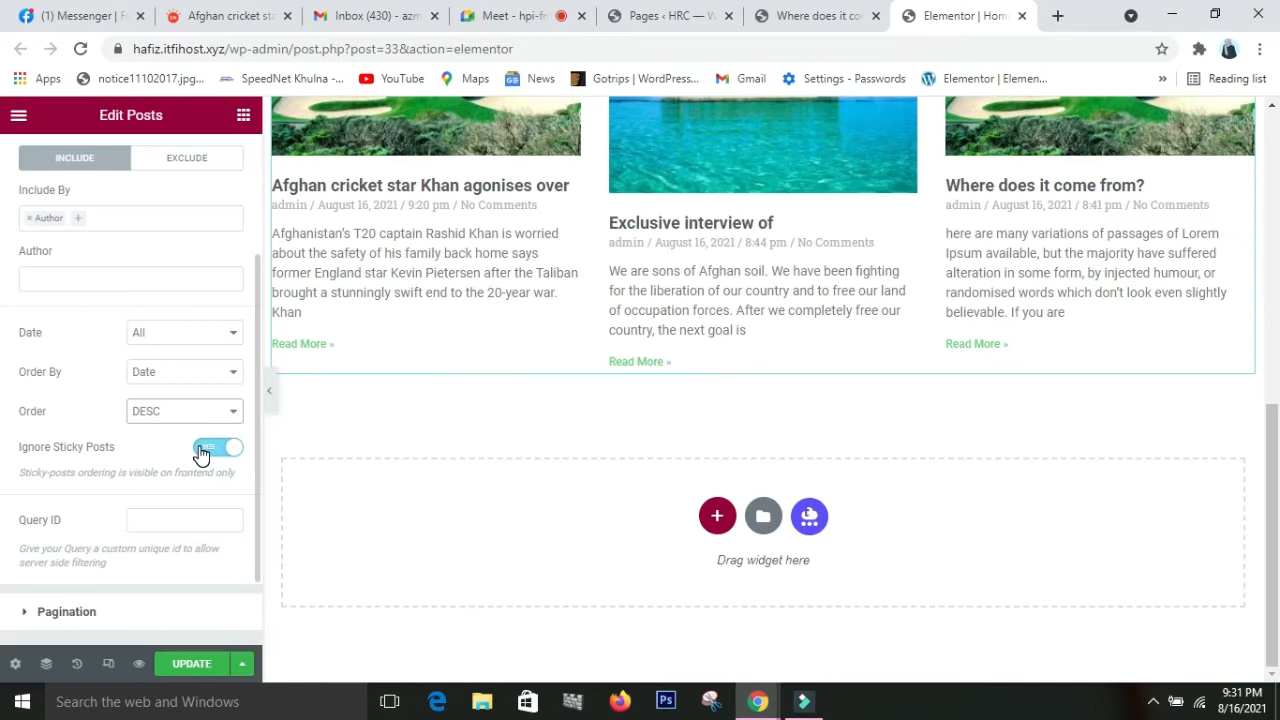 (1) Messenger | F
Afghan cricket sta
Inbox (430) - azm
Meet - hpi-fn
Pages ‹ HRC — W
Where does it co
Elementor | Hom
hafiz.itfihost.xyz/wp-admin/post.php?post=33&action=elementor
Apps
notice11102017.jpg...
SpeedNet Khulna -...
YouTube
Maps
News
Gotrips | WordPress...
Gmail
Settings - Passwords
Elementor | Elemen...
»
Reading list
Edit Posts
INCLUDE
EXCLUDE
Include By
× Author +
Author
Date
All
Order By
Date
Order
DESC
Ignore Sticky Posts
YES
Sticky-posts ordering is visible on frontend only
Query ID
Give your Query a custom unique id to allow
server side filtering
Pagination
UPDATE
Afghan cricket star Khan agonises over
admin / August 16, 2021 / 9:20 pm / No Comments
Afghanistan’s T20 captain Rashid Khan is worried
about the safety of his family back home says
former England star Kevin Pietersen after the Taliban
brought a stunningly swift end to the 20-year war.
Khan
Read More »
Exclusive interview of
admin / August 16, 2021 / 8:44 pm / No Comments
We are sons of Afghan soil. We have been fighting
for the liberation of our country and to free our land
of occupation forces. After we completely free our
country, the next goal is
Read More »
Where does it come from?
admin / August 16, 2021 / 8:41 pm / No Comments
here are many variations of passages of Lorem
Ipsum available, but the majority have suffered
alteration in some form, by injected humour, or
randomised words which don’t look even slightly
believable. If you are
Read More »
Drag widget here
Search the Web and Windows
Ps
9:31 PM
8/16/2021